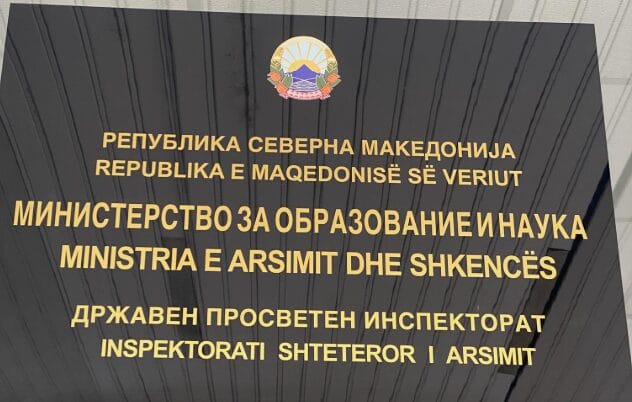 РЕПУБЛИКА СЕВЕРНА МАКЕДОНИЈА
REPUBLIKA E MAQEDONISË SË VERIUT
МИНИСТЕРСТВО ЗА ОБРАЗОВАНИЕ И НАУКА
MINISTRIA E ARSIMIT DHE SHKENCËS
ДРЖАВЕН ПРОСВЕТЕН ИНСПЕКТОРАТ
INSPEKTORATI SHTETEROR I ARSIMIT